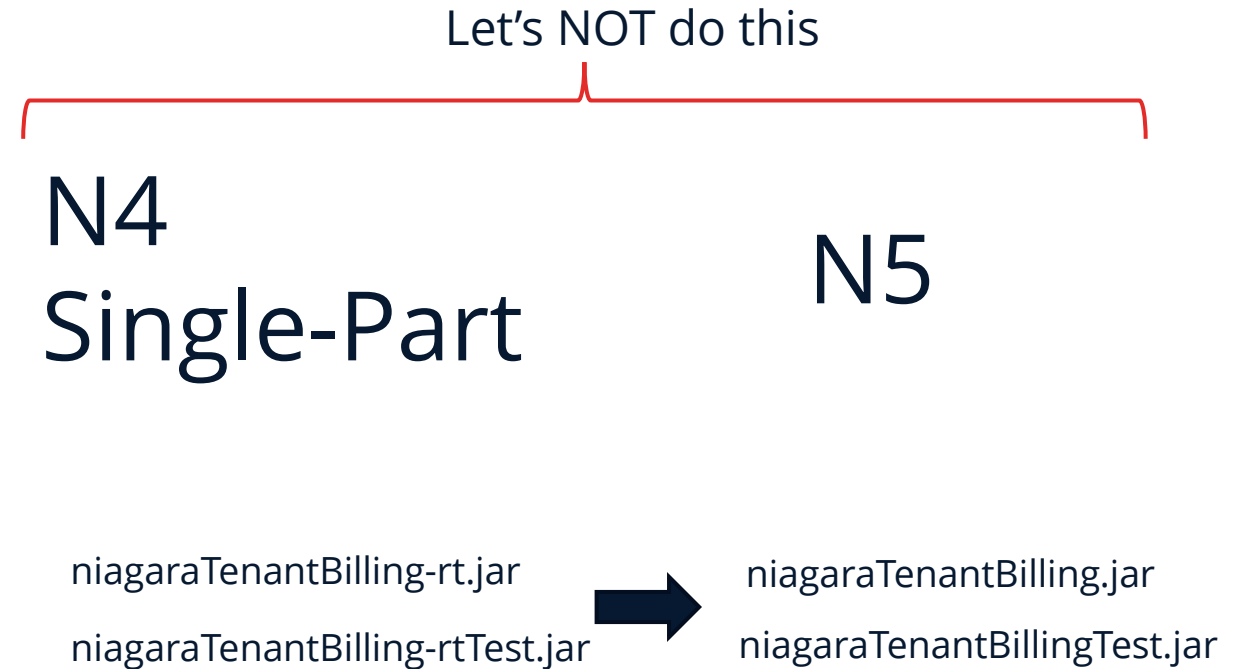 Let's NOT do this
N4
Single-Part
N5
niagaraTenantBilling-rt.jar
niagaraTenantBilling-rtTest.jar
niagaraTenantBilling.jar
niagaraTenantBillingTest.jar